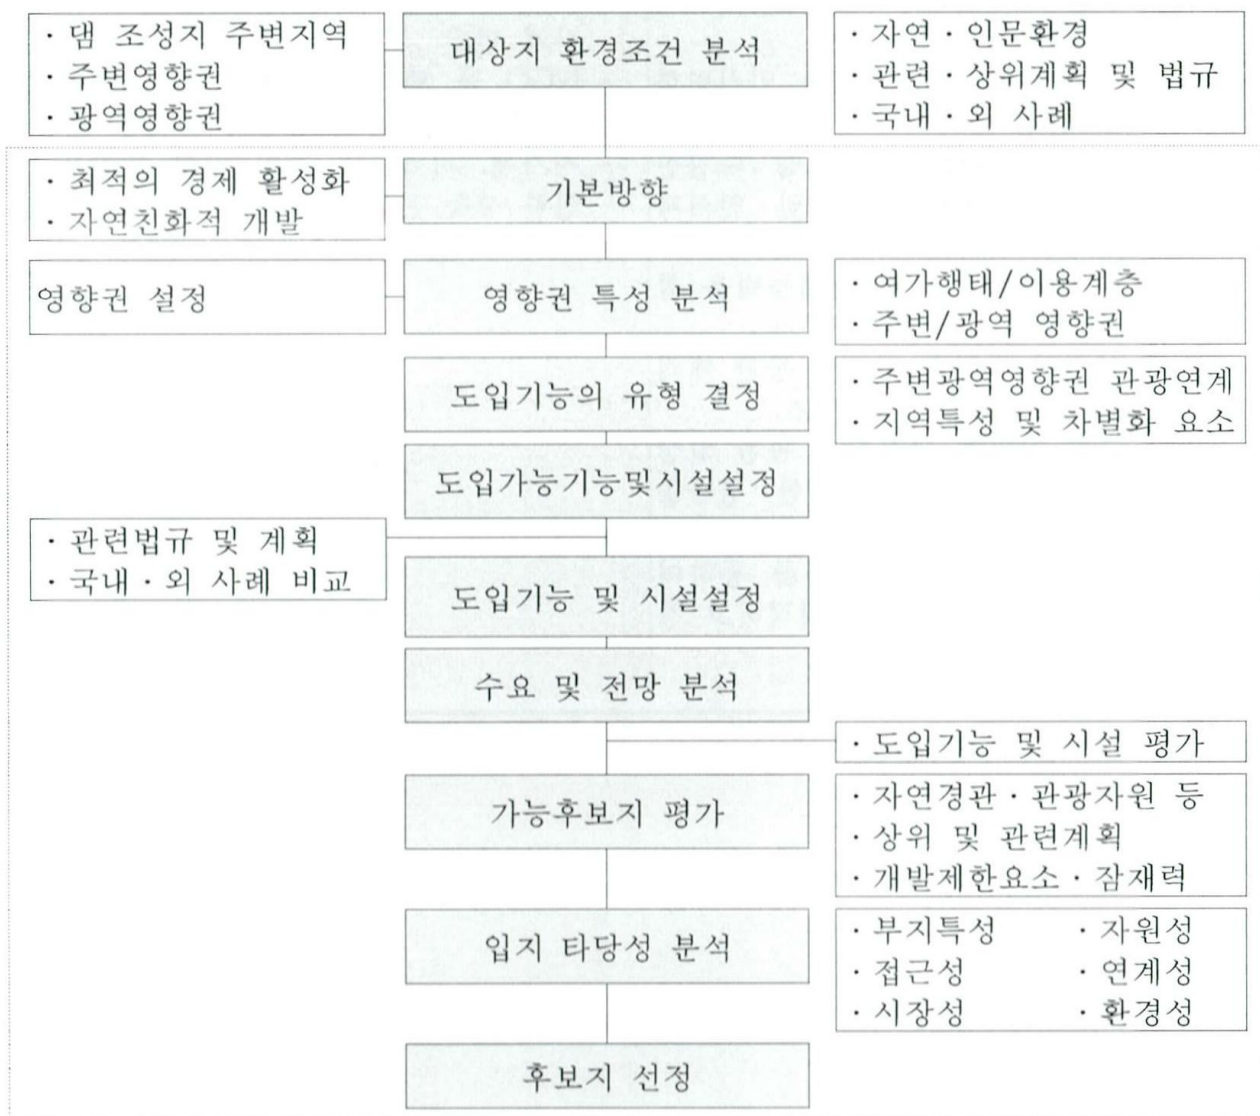 · 댐 조성지 주변지역
· 주변영향권
· 광역영향권
대상지 환경조건 분석
· 자연 · 인문환경
· 관련 · 상위계획 및 법규
· 국내 · 외 사례
· 최적의 경제 활성화
· 자연친화적 개발
기본방향
영향권 설정
영향권 특성 분석
· 여가행태/이용계층
· 주변/광역 영향권
도입기능의 유형 결정
· 주변광역영향권 관광연계
· 지역특성 및 차별화 요소
도입가능기능및시설설정
· 관련법규 및 계획
· 국내 · 외 사례 비교
도입기능 및 시설설정
수요 및 전망 분석
· 도입기능 및 시설 평가
가능후보지 평가
· 자연경관 · 관광자원 등
· 상위 및 관련계획
· 개발제한요소 · 잠재력
입지 타당성 분석
· 부지특성 · 자원성
· 접근성 · 연계성
· 시장성 · 환경성
후보지 선정